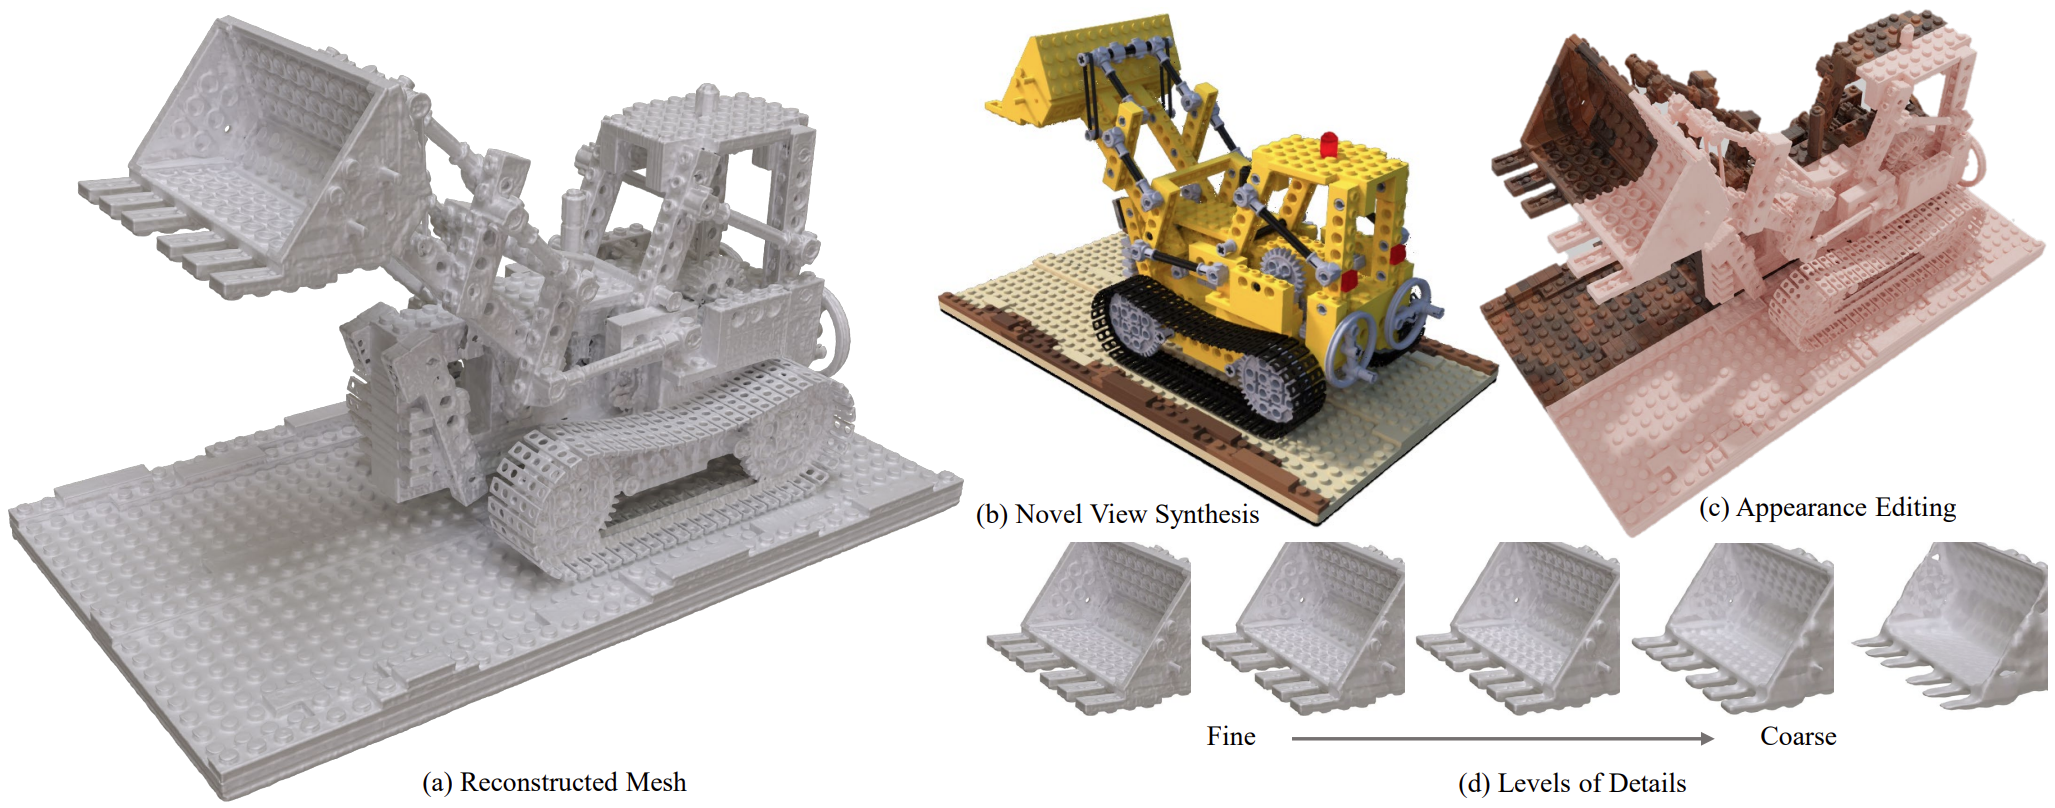 (a) Reconstructed Mesh
(b) Novel View Synthesis
(c) Appearance Editing
Fine
Coarse
(d) Levels of Details